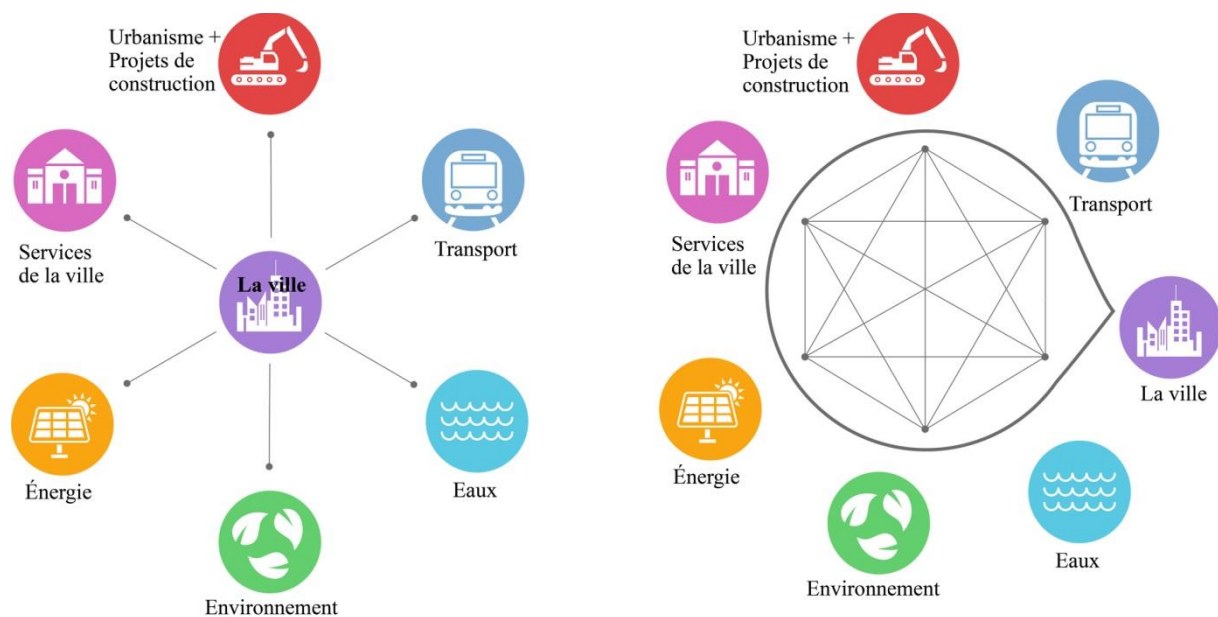 Urbanisme +
Projets de
construction
Services
de la ville
Transport
La ville
Énergie
Eaux
Environnement
Urbanisme +
Projets de
construction
Transport
Services
de la ville
La ville
Énergie
Eaux
Environnement